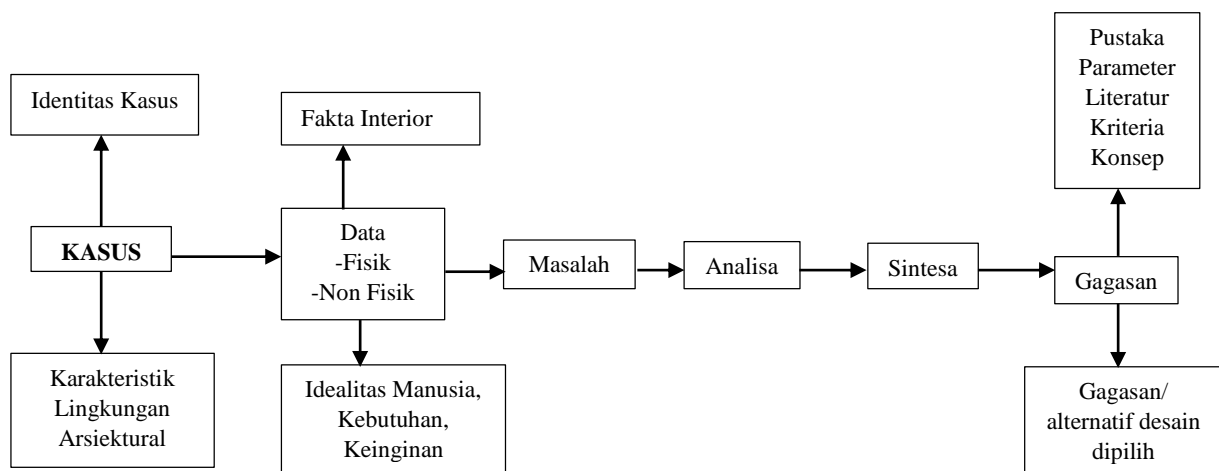 Identitas Kasus
KASUS
Karakteristik
Lingkungan
Arsiektural
Fakta Interior
Data
-Fisik
-Non Fisik
Idealitas Manusia,
Kebutuhan,
Keinginan
Masalah
Analisa
Sintesa
Pustaka
Parameter
Literatur
Kriteria
Konsep
Gagasan
Gagasan/
alternatif desain
dipilih